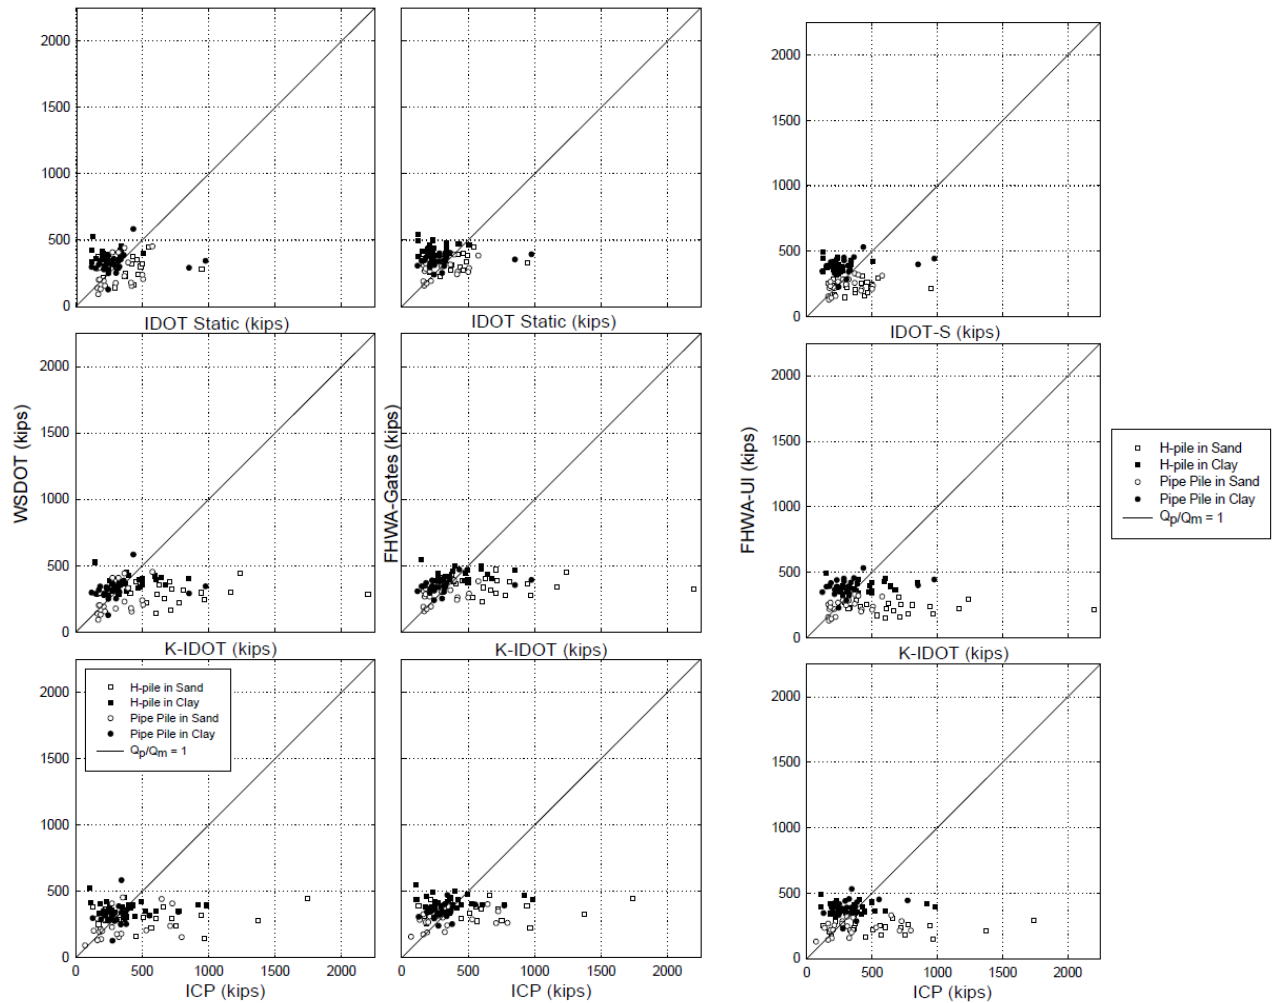 2000
1500
1000
500
0
IDOT Static (kips)
IDOT Static (kips)
2000
1500
1000
500
0
IDOT-S (kips)
WSDOT (kips)
2000
1500
1000
500
0
K-IDOT (kips)
FHWA-Gates (kips)
K-IDOT (kips)
FHWA-UI (kips)
2000
1500
1000
500
0
K-IDOT (kips)
H-pile in Sand
H-pile in Clay
Pipe Pile in Sand
Pipe Pile in Clay
Qp/Qm = 1
2000
1500
1000
500
0
H-pile in Sand
H-pile in Clay
Pipe Pile in Sand
Pipe Pile in Clay
Qp/Qm = 1
0 500 1000 1500 2000
ICP (kips)
0 500 1000 1500 2000
ICP (kips)
2000
1500
1000
500
0
0 500 1000 1500 2000
ICP (kips)